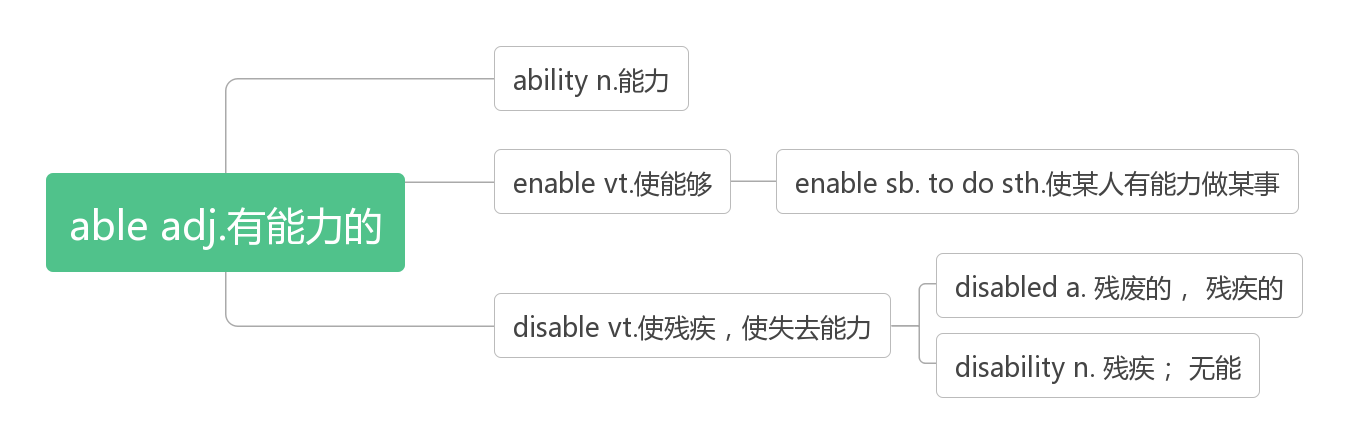 able adj.有能力的
ability n.能力
enable vt.使能够
enable sb. to do sth.使某人有能力做某事
disable vt.使残疾，使失去能力
disabled a. 残废的， 残疾的
disability n. 残疾； 无能